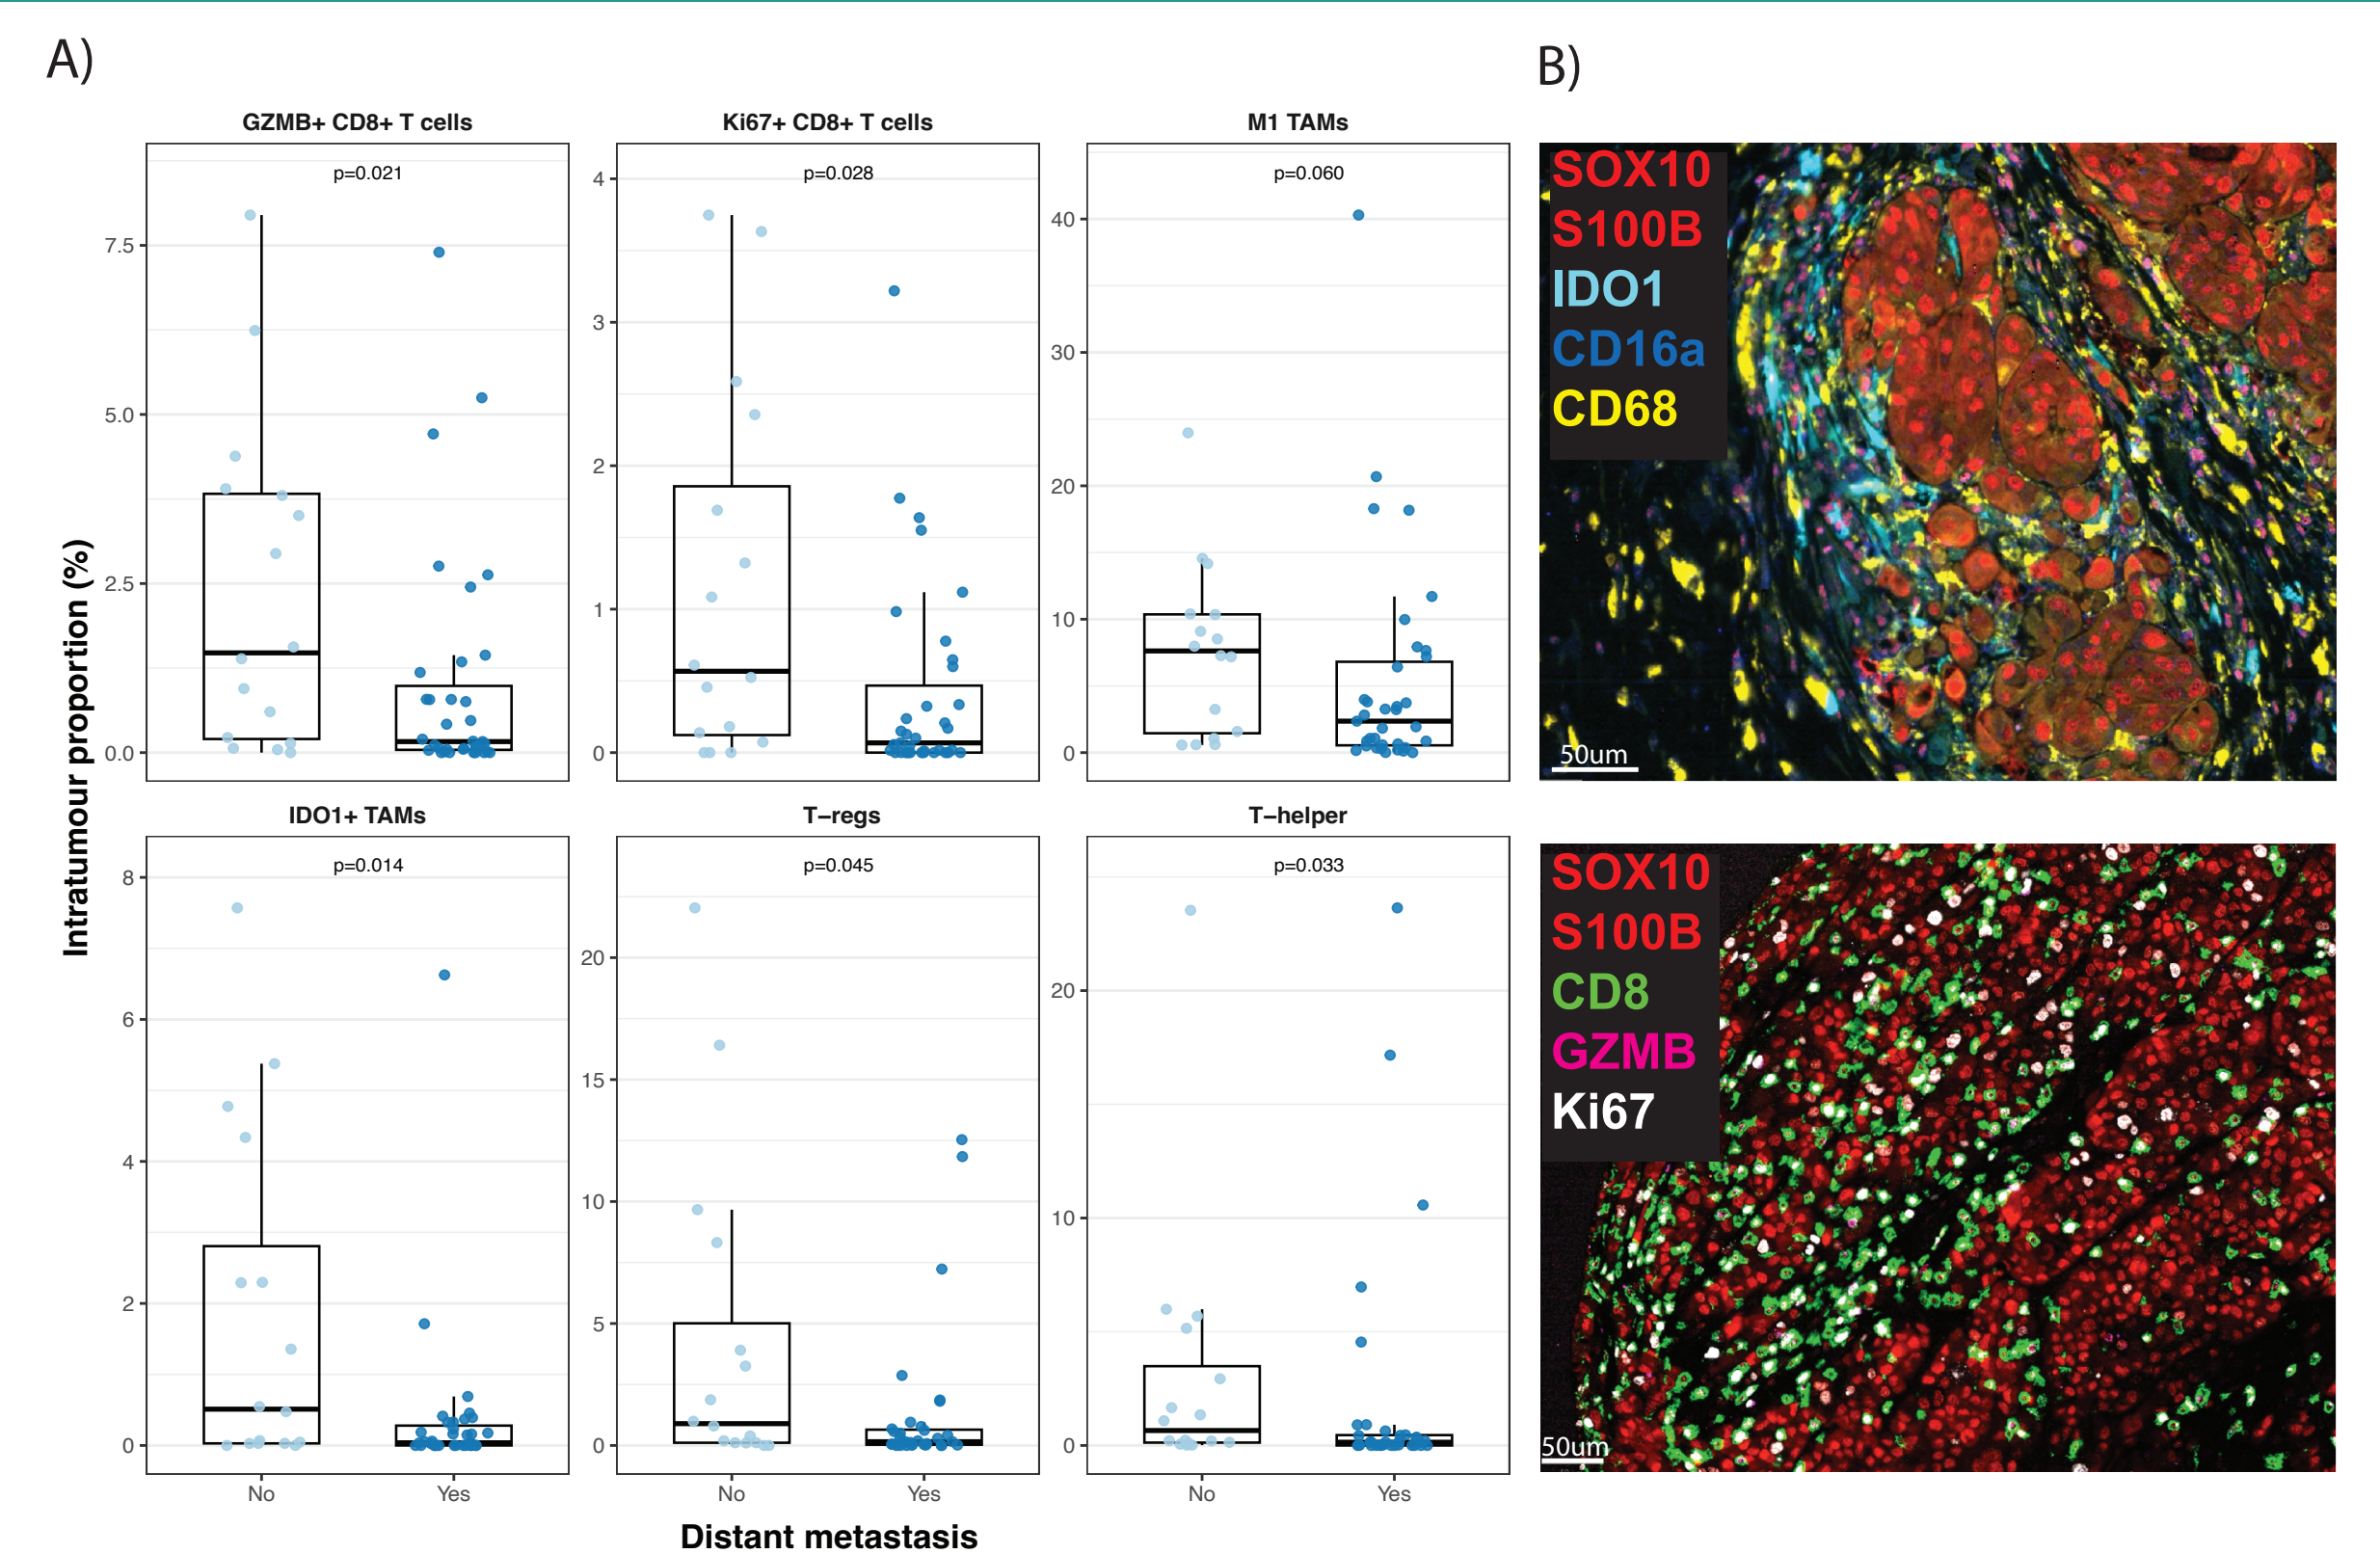 A)
B)
GZMB+ CD8+ T cells
Ki67+ CD8+ T cells
M1 TAMs
p=0.021
p=0.028
p=0.060
7.5
5.0
2.5
0.0
4
3
2
1
0
40
30
20
10
0
IDO1+ TAMs
T−regs
T−helper
p=0.014
p=0.045
p=0.033
8
6
4
2
0
20
15
10
5
0
20
10
0
No
Yes
No
Yes
No
Yes
Intratumour proportion (%)
Distant metastasis
SOX10
S100B
IDO1
CD16a
CD68
50um
SOX10
S100B
CD8
GZMB
Ki67
50um